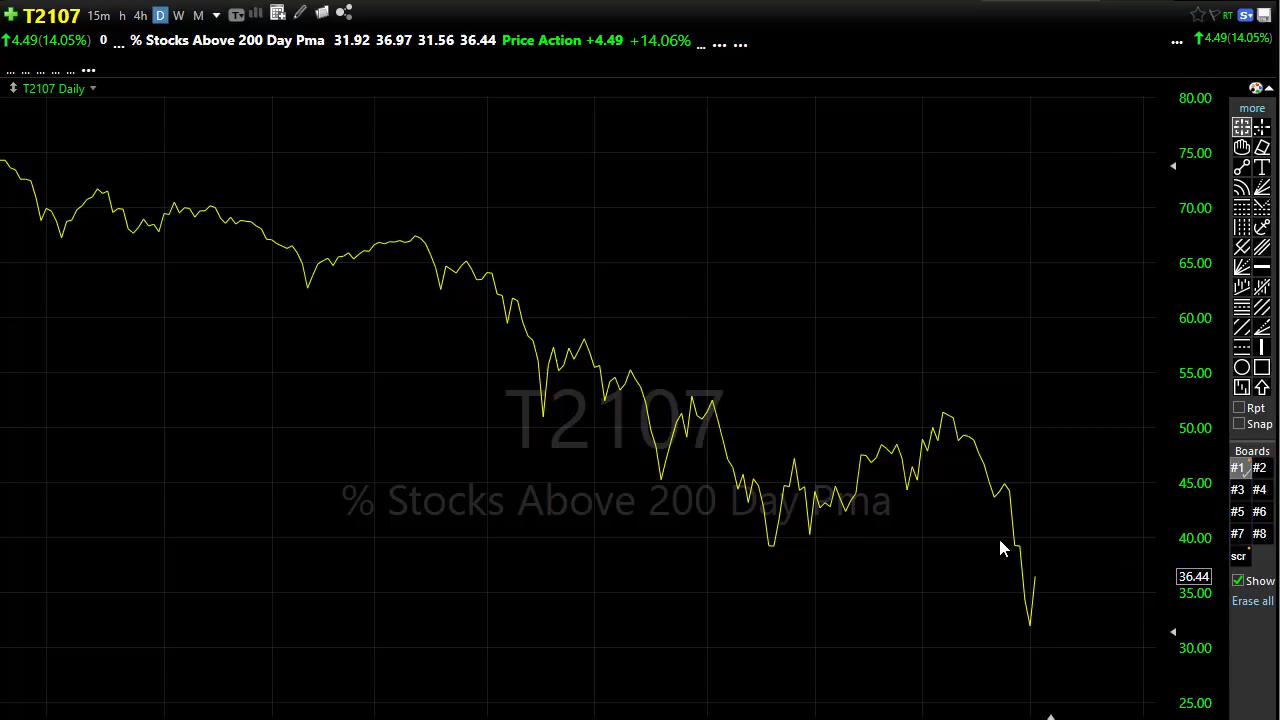 T2107 15m h 4h D W M T RT S
4.49(14.05%) 0 ... % Stocks Above 200 Day Pma 31.92 36.97 31.56 36.44 Price Action +4.49 +14.06% ... ... ... ... 4.49(14.05%)
... ... ... ... ... ...
T2107 Daily
more
80.00
75.00
70.00
65.00
60.00
55.00
50.00
45.00
40.00
36.44
35.00
30.00
25.00
T2107
% Stocks Above 200 Day Pma
T
Rpt
Snap
Boards
#1 #2
#3 #4
#5 #6
#7 #8
scr
Show
Erase all